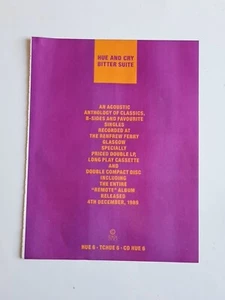 HUE AND CRY
BITTER SUITE
AN ACOUSTIC
ANTHOLOGY OF CLASSICS,
B-SIDES AND FAVOURITE
SINGLES
RECORDED AT
THE RENFREW FERRY
GLASGOW
SPECIALLY
PRICED DOUBLE LP,
LONG PLAY CASSETTE
AND
DOUBLE COMPACT DISC
INCLUDING
THE ENTIRE
"REMOTE" ALBUM
RELEASED
4TH DECEMBER, 1989
HUE 6 - TCHUE 6 - CD HUE 6